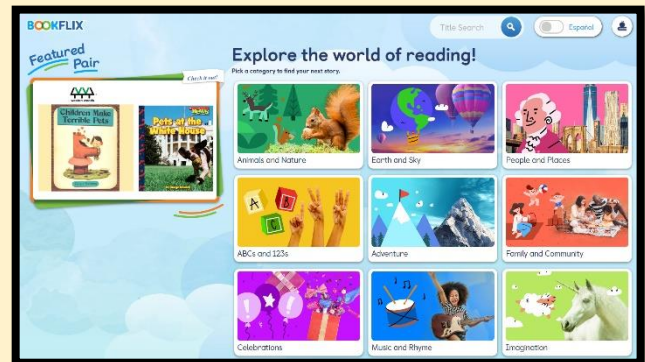 BOOKFLIX
Title Search
Español
Featured
Pair
Check it out!
Children Make
Terrible Pets
Pets at the
White House
Explore the world of reading!
Pick a category to find your next story.
Animals and Nature
Earth and Sky
People and Places
A B C
ABCs and 123s
Adventure
Family and Community
Celebrations
Music and Rhyme
Imagination